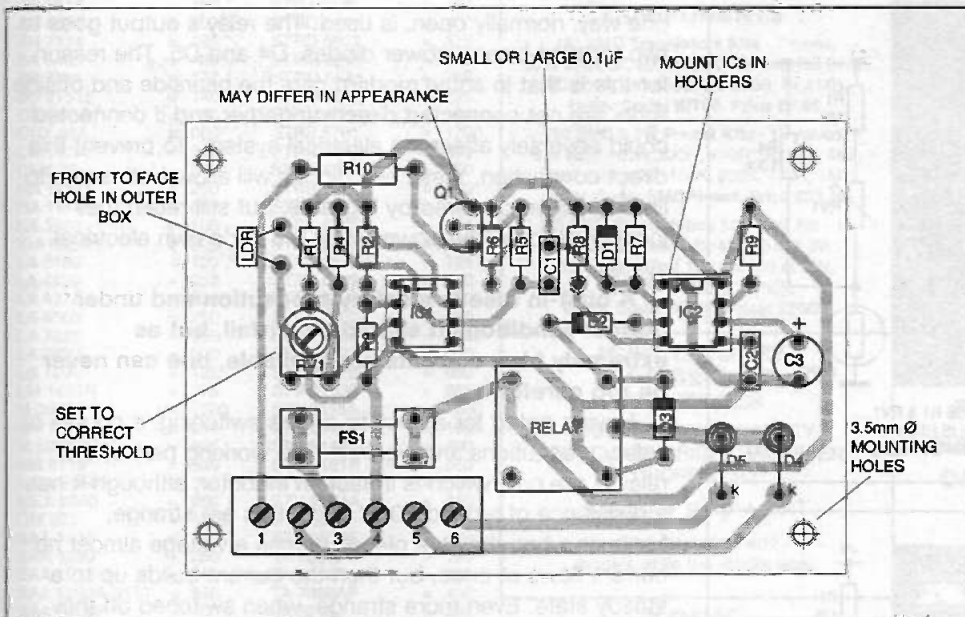 SMALL OR LARGE 0.1µF
MOUNT ICs IN
HOLDERS
MAY DIFFER IN APPEARANCE
FRONT TO FACE
HOLE IN OUTER
BOX
LDR
R10
Q1
R1
R4
R2
R6
R5
C1
R8
D1
R7
R9
IC1
IC2
D2
RV1
C2
+
C3
SET TO
CORRECT
THRESHOLD
FS1
RELAY
D3
D5
D4
k
k
3.5mm Ø
MOUNTING
HOLES
1 2 3 4 5 6